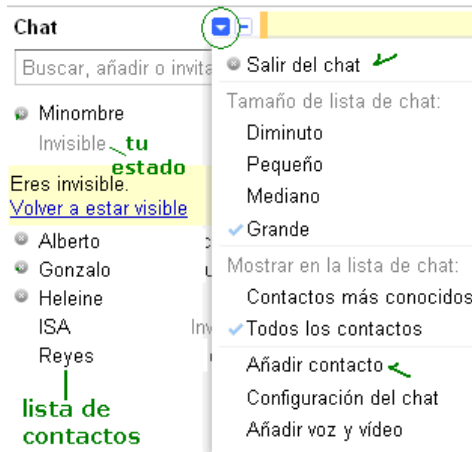 Chat
Buscar, añadir o invita
Minombre
Invisible
tu
estado
Eres invisible.
Volver a estar visible
Alberto
Gonzalo
Heleine
ISA
Inv
Reyes
lista de
contactos
Salir del chat
Tamaño de lista de chat:
Diminuto
Pequeño
Mediano
Grande
Mostrar en la lista de chat:
Contactos más conocidos
Todos los contactos
Añadir contacto
Configuración del chat
Añadir voz y vídeo